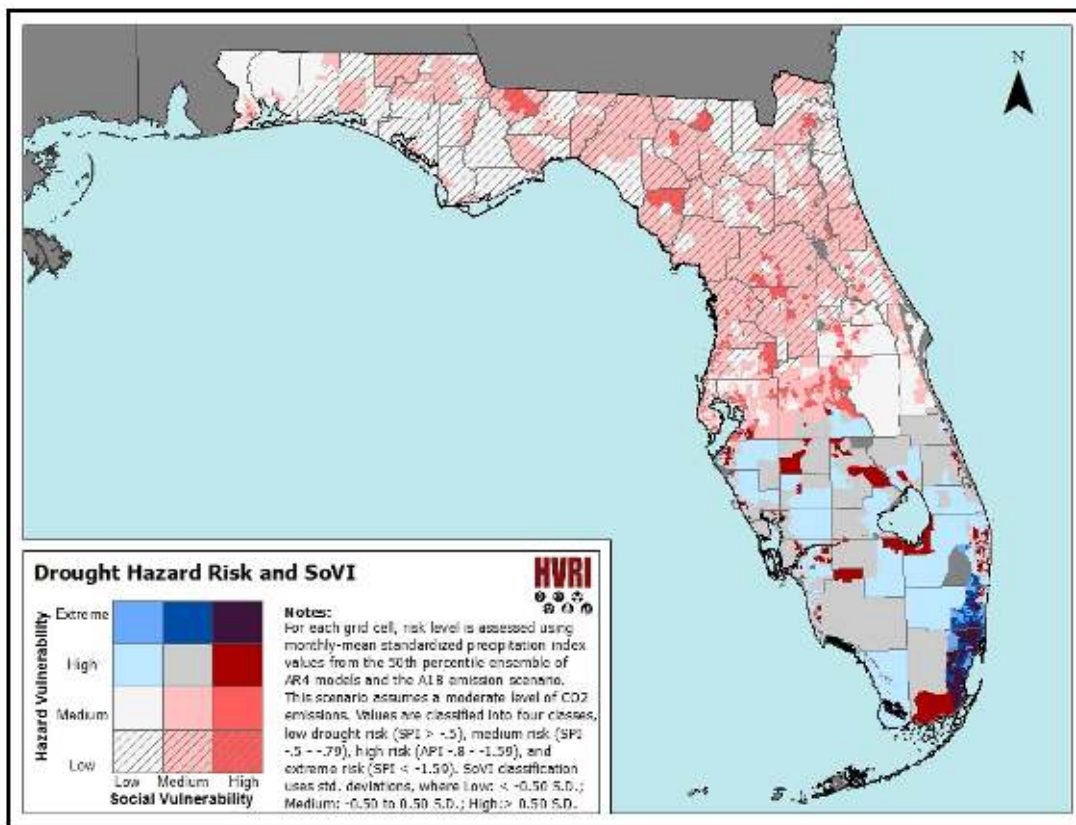 N
Drought Hazard Risk and SoVI
HVRI
Hazard Vulnerability
Extreme
High
Medium
Low
Low Medium High
Social Vulnerability
Notes:
For each grid cell, risk level is assessed using
monthly-mean standardized precipitation index
values from the 50th percentile ensemble of
AR4 models and the A1B emission scenario.
This scenario assumes a moderate level of CO2
emissions. Values are classified into four classes,
low drought risk (SPI > -.5), medium risk (SPI
-.5 - -.79), high risk (API -.8 - -1.59), and
extreme risk (SPI < -1.59). SoVI classification
uses std. deviations, where Low: < -0.50 S.D.;
Medium: -0.50 to 0.50 S.D.; High:> 0.50 S.D.